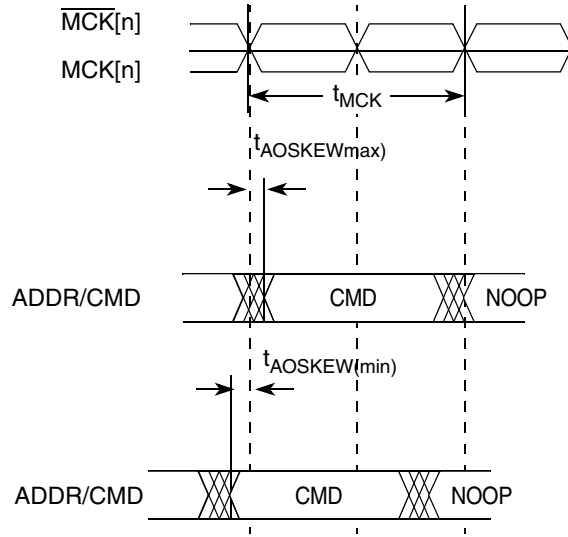 MCK[n]
MCK[n]
tMCK
tAOSKEWmax)
ADDR/CMD CMD NOOP
tAOSKEW(min)
ADDR/CMD CMD NOOP